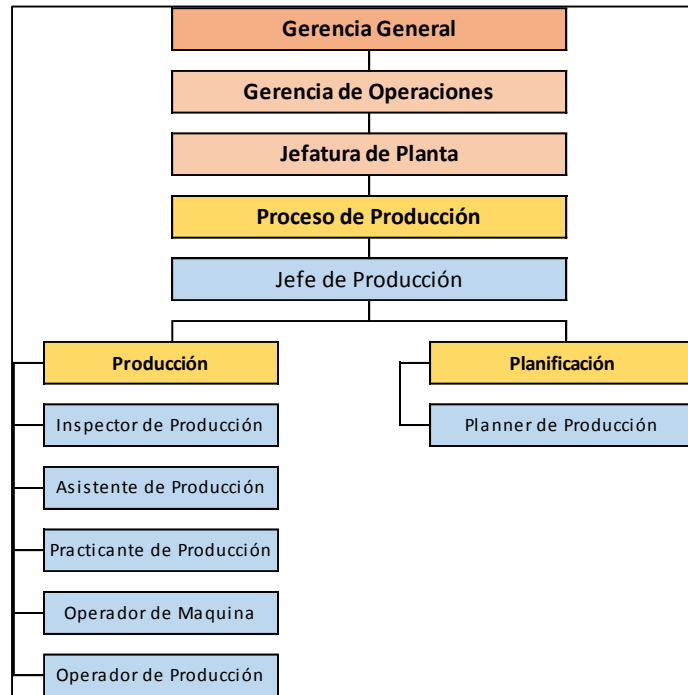 Gerencia General
Gerencia de Operaciones
Jefatura de Planta
Proceso de Producción
Jefe de Producción
Producción
Planificación
Inspector de Producción
Planner de Producción
Asistente de Producción
Practicante de Producción
Operador de Maquina
Operador de Producción